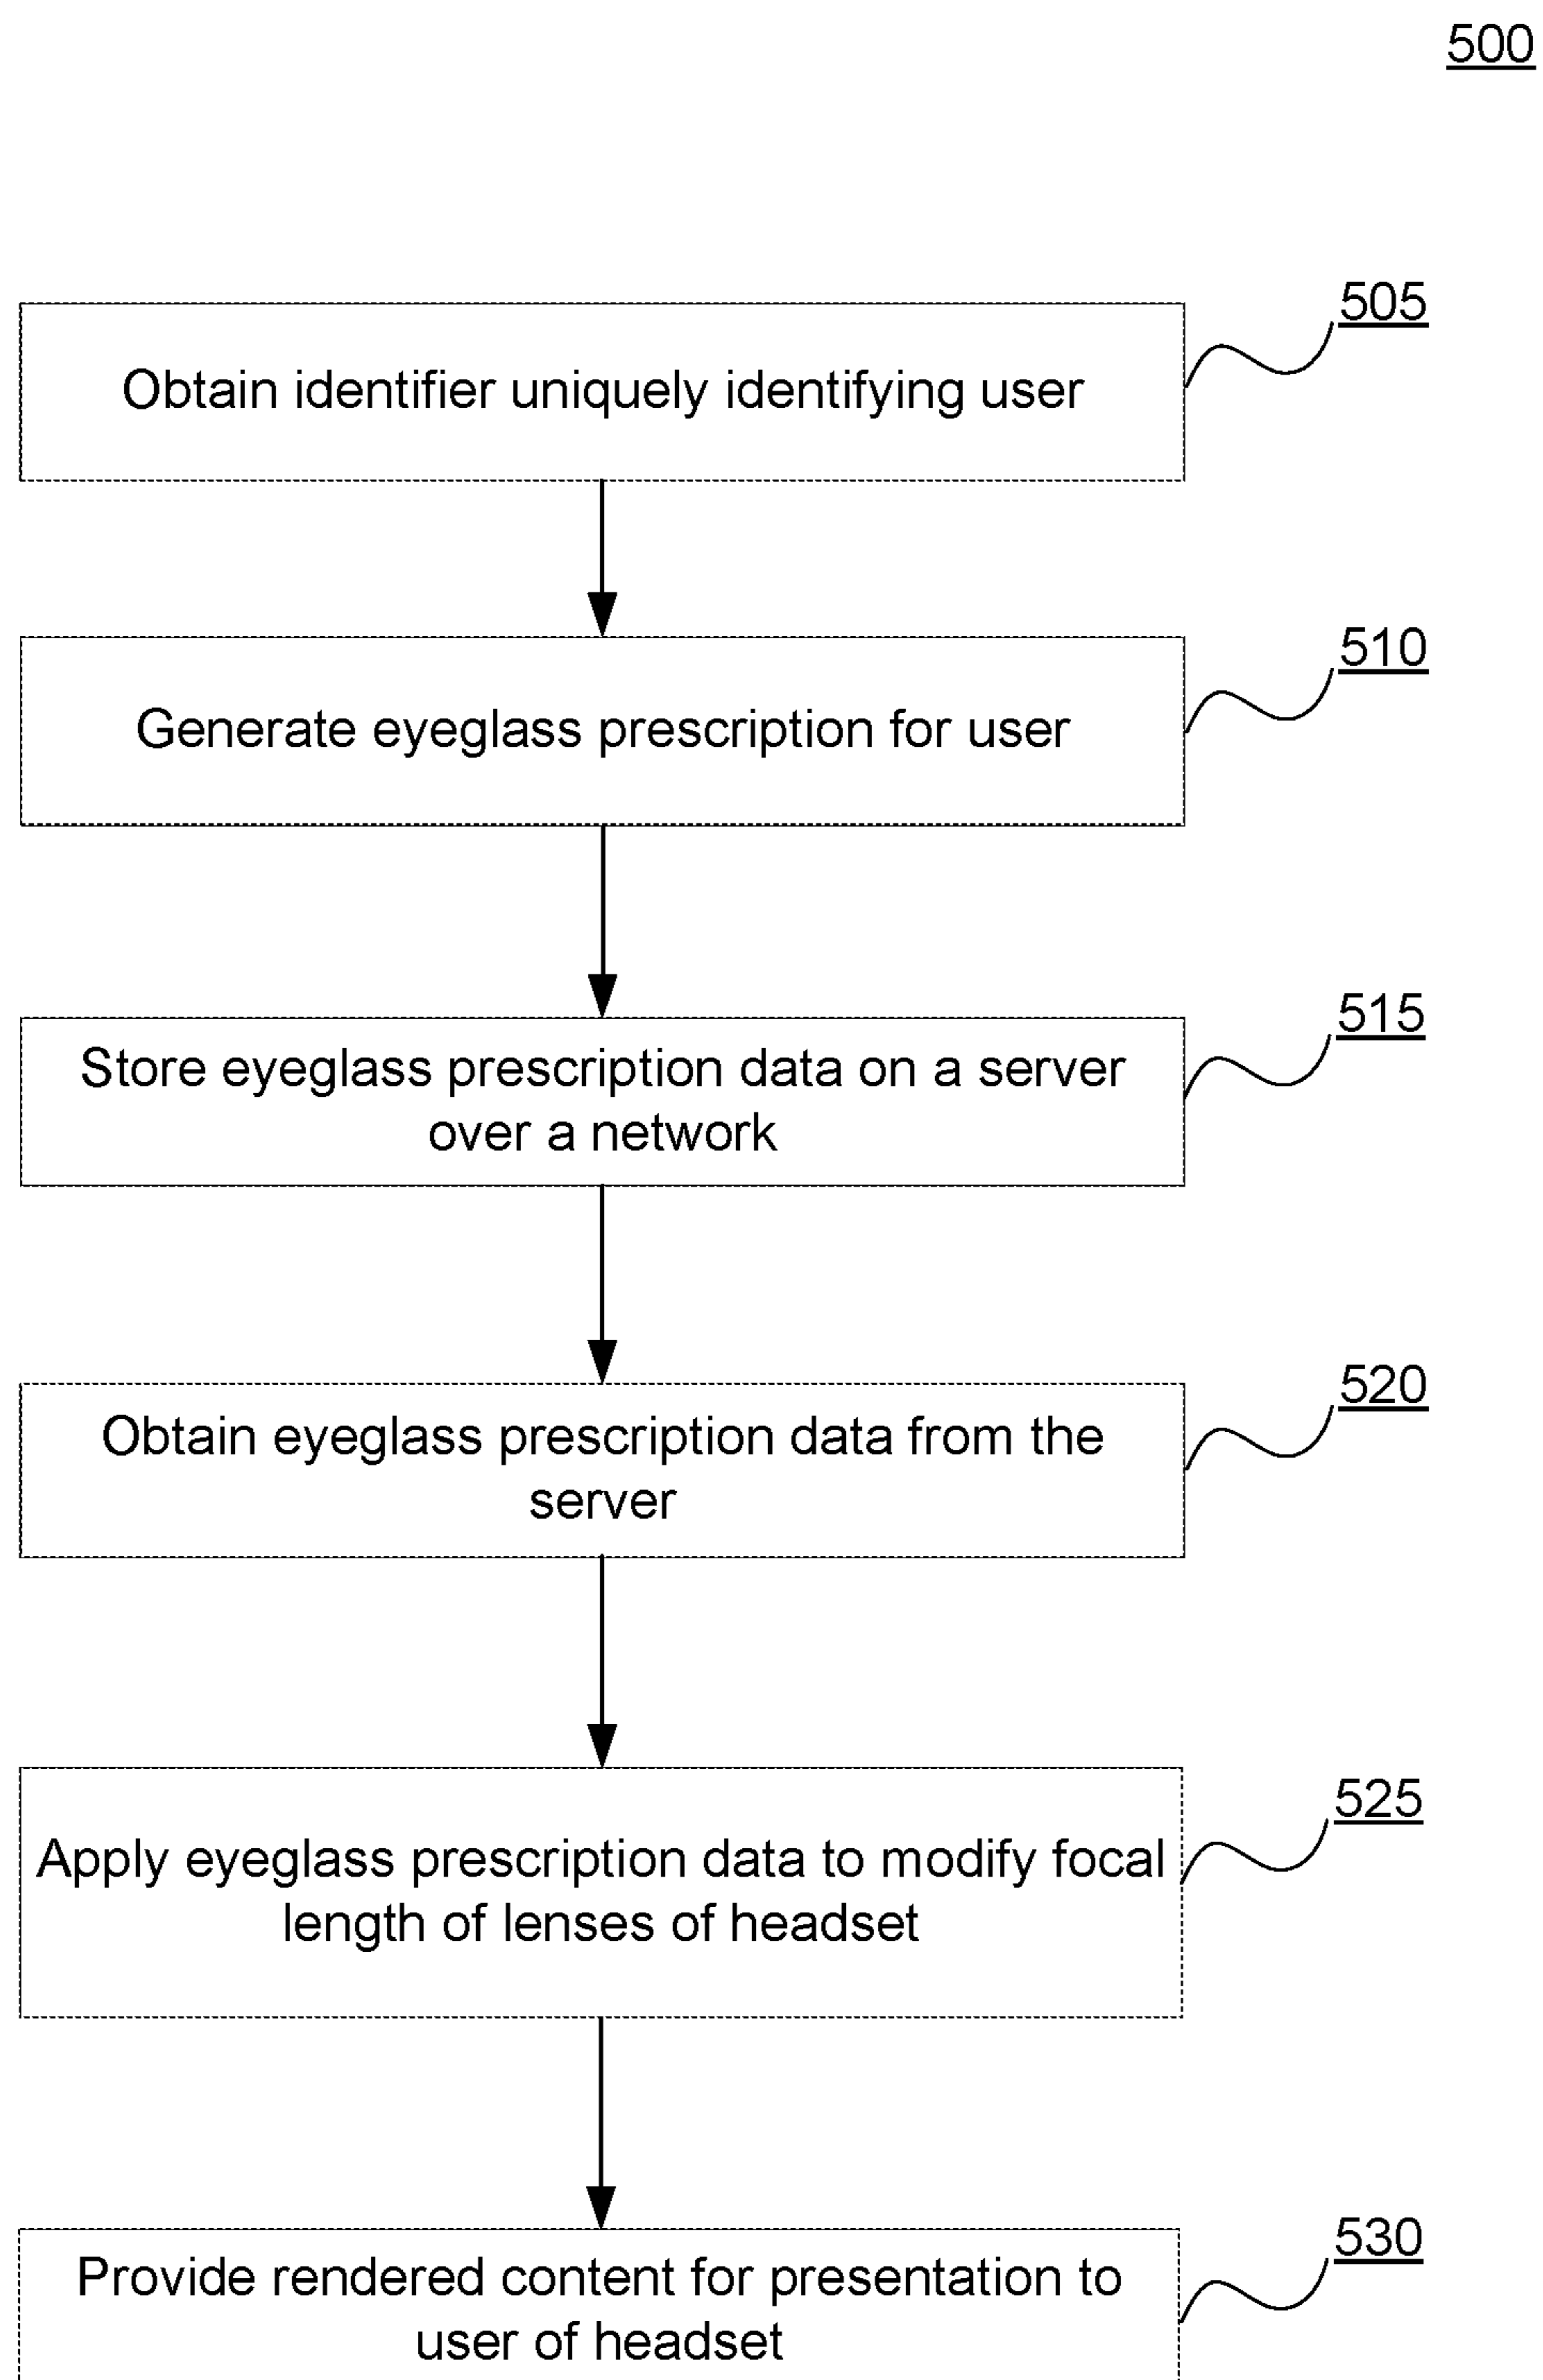 500
505
Obtain identifier uniquely identifying user
510
Generate eyeglass prescription for user
515
Store eyeglass prescription data on a server
over a network
520
Obtain eyeglass prescription data from the
server
525
Apply eyeglass prescription data to modify focal
length of lenses of headset
530
Provide rendered content for presentation to
user of headset